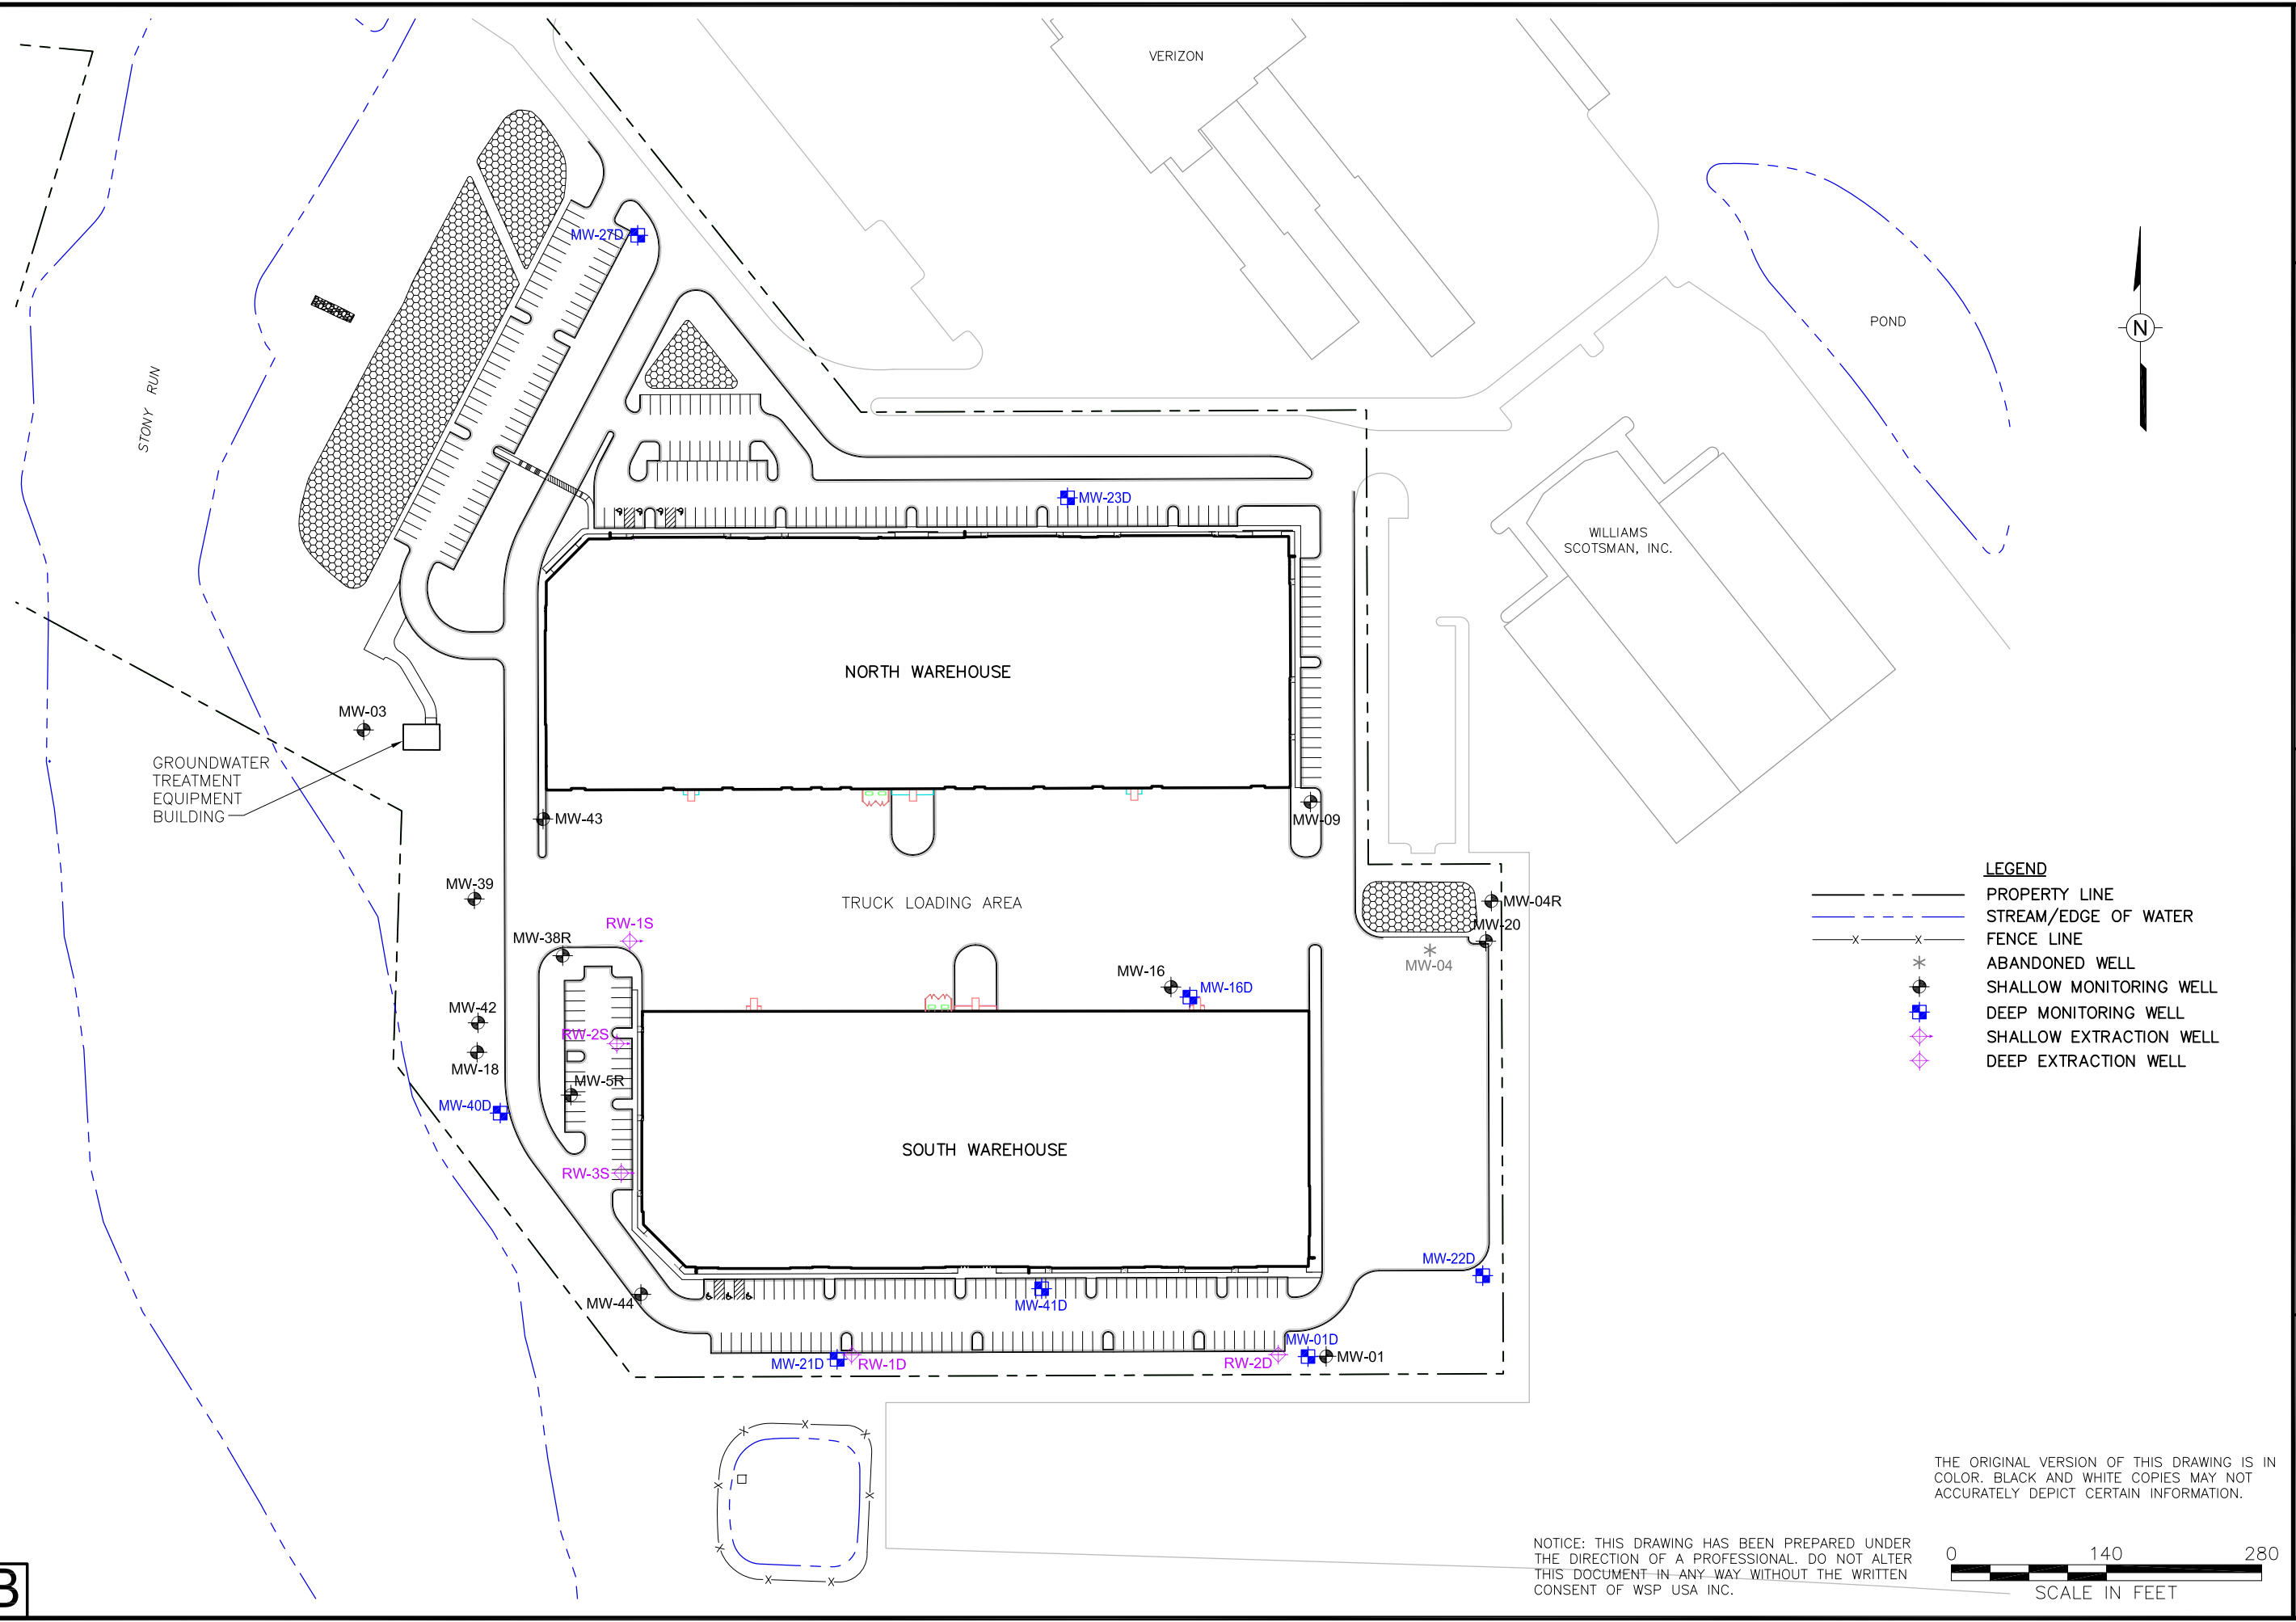 VERIZON
MW-27D
POND
N
STONY RUN
MW-23D
WILLIAMS
SCOTSMAN, INC.
NORTH WAREHOUSE
MW-03
GROUNDWATER
TREATMENT
EQUIPMENT
BUILDING
MW-43
MW-09
MW-39
TRUCK LOADING AREA
MW-04R
MW-20
RW-1S
MW-38R
MW-04
MW-16
MW-16D
MW-42
RW-2S
MW-18
MW-5R
MW-40D
SOUTH WAREHOUSE
RW-3S
MW-22D
MW-44
MW-41D
MW-01D
MW-21D
RW-1D
RW-2D
MW-01
LEGEND
PROPERTY LINE
STREAM/EDGE OF WATER
X X
FENCE LINE
ABANDONED WELL
SHALLOW MONITORING WELL
DEEP MONITORING WELL
SHALLOW EXTRACTION WELL
DEEP EXTRACTION WELL
X
X
X
X
X
X
X
X
THE ORIGINAL VERSION OF THIS DRAWING IS IN
COLOR. BLACK AND WHITE COPIES MAY NOT
ACCURATELY DEPICT CERTAIN INFORMATION.
NOTICE: THIS DRAWING HAS BEEN PREPARED UNDER
THE DIRECTION OF A PROFESSIONAL. DO NOT ALTER
THIS DOCUMENT IN ANY WAY WITHOUT THE WRITTEN
CONSENT OF WSP USA INC.
0 140 280
SCALE IN FEET
B